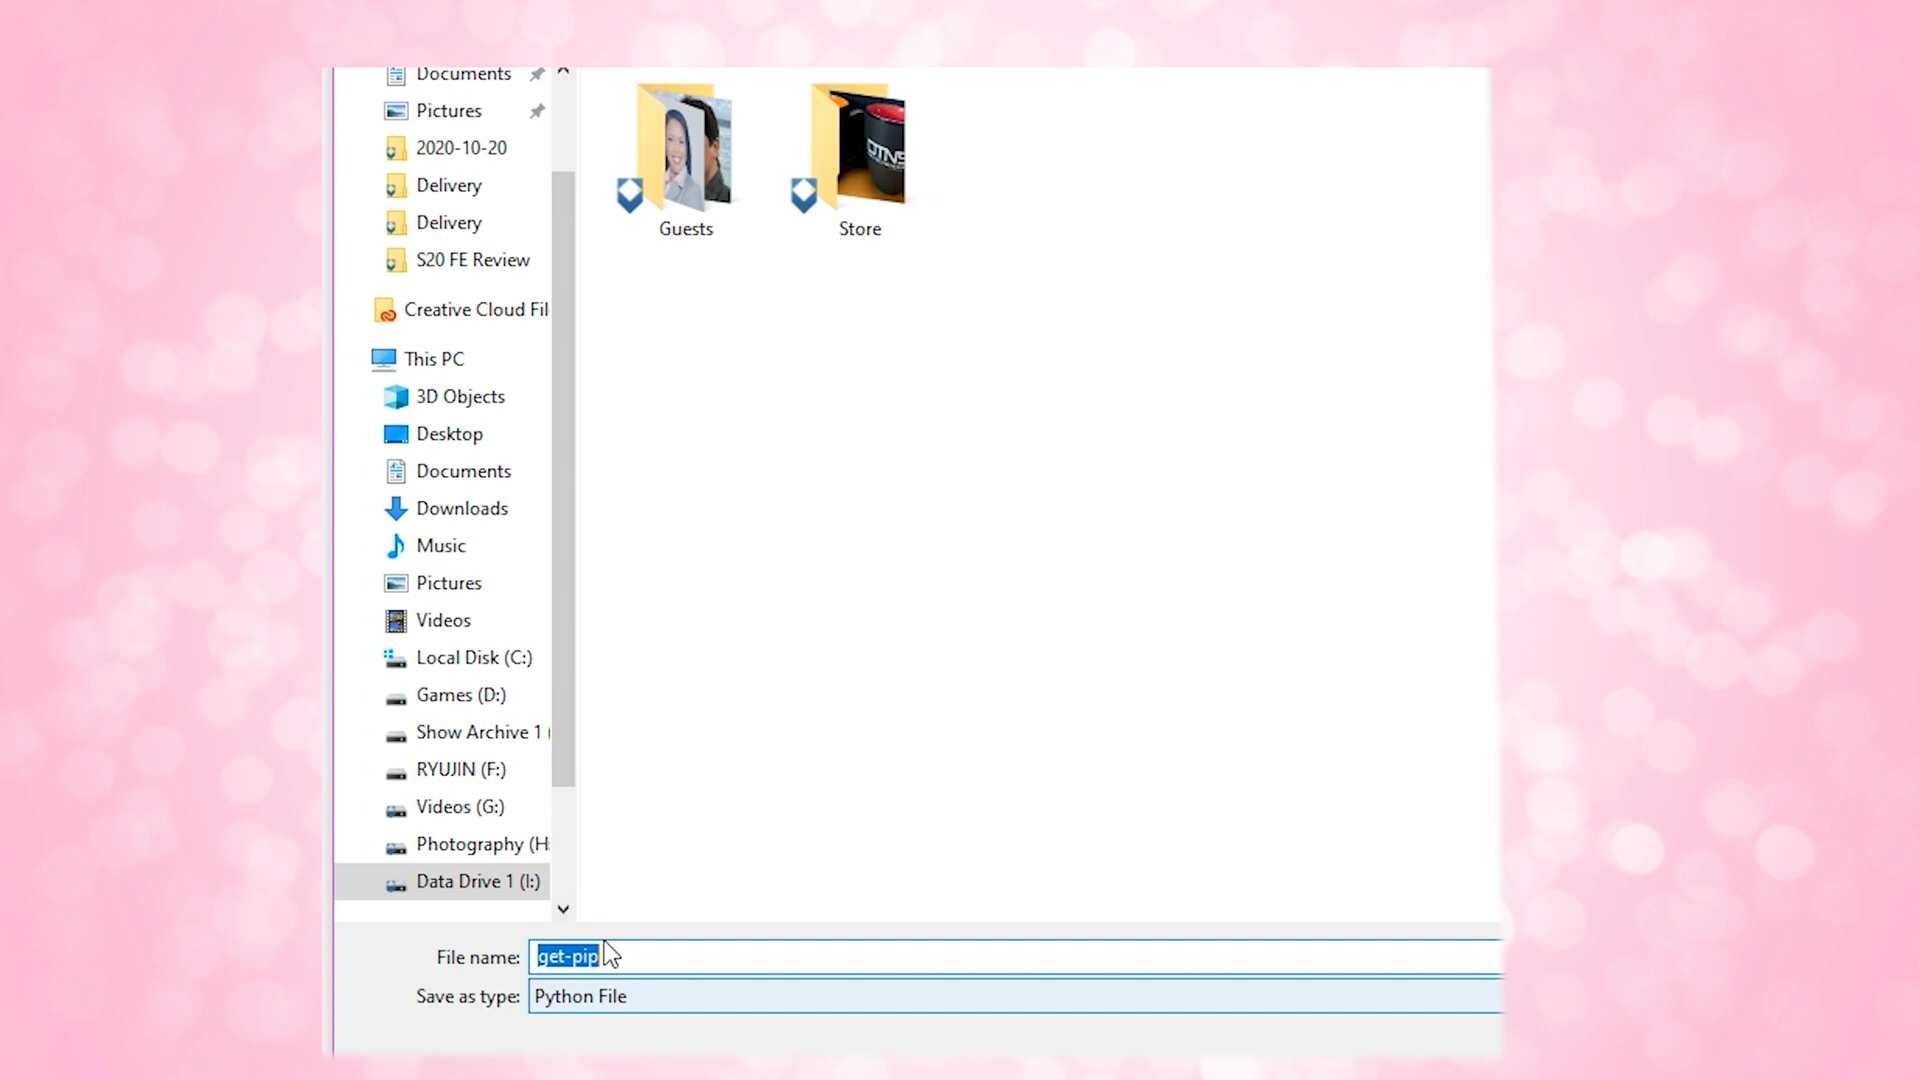 Documents
Pictures
2020-10-20
Delivery
Delivery
S20 FE Review
Creative Cloud Fil
This PC
3D Objects
Desktop
Documents
Downloads
Music
Pictures
Videos
Local Disk (C:)
Games (D:)
Show Archive 1 (
RYUJIN (F:)
Videos (G:)
Photography (H:
Data Drive 1 (I:)
DTNS
Guests
Store
File name: get-pip
Save as type: Python File